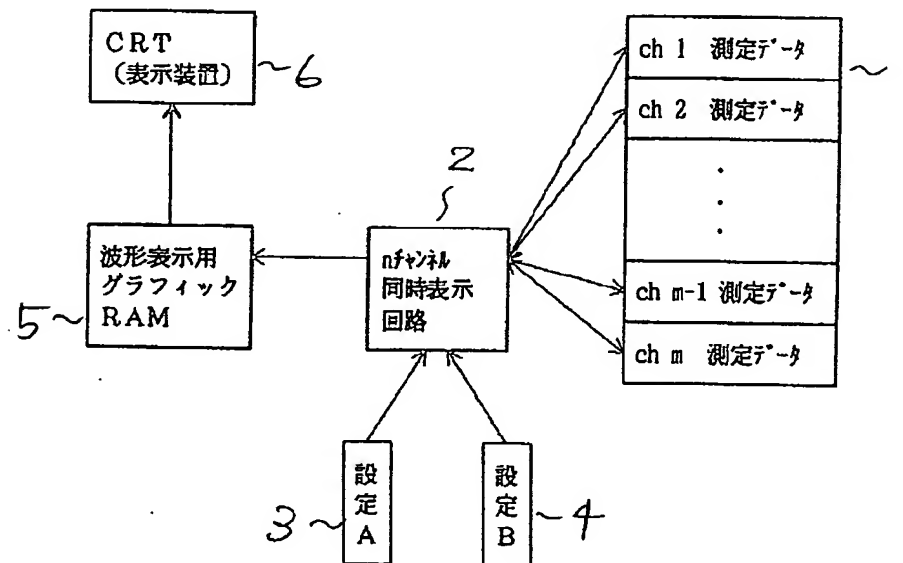 CRT
(表示装置)
~6
ch 1 測定データ
~
ch 2 測定データ
・
・
・
ch m-1 測定データ
ch m 測定データ
2
nチャンネル
同時表示
回路
波形表示用
グラフィック
RAM
5~
設
定
A
3~
設
定
B
~4